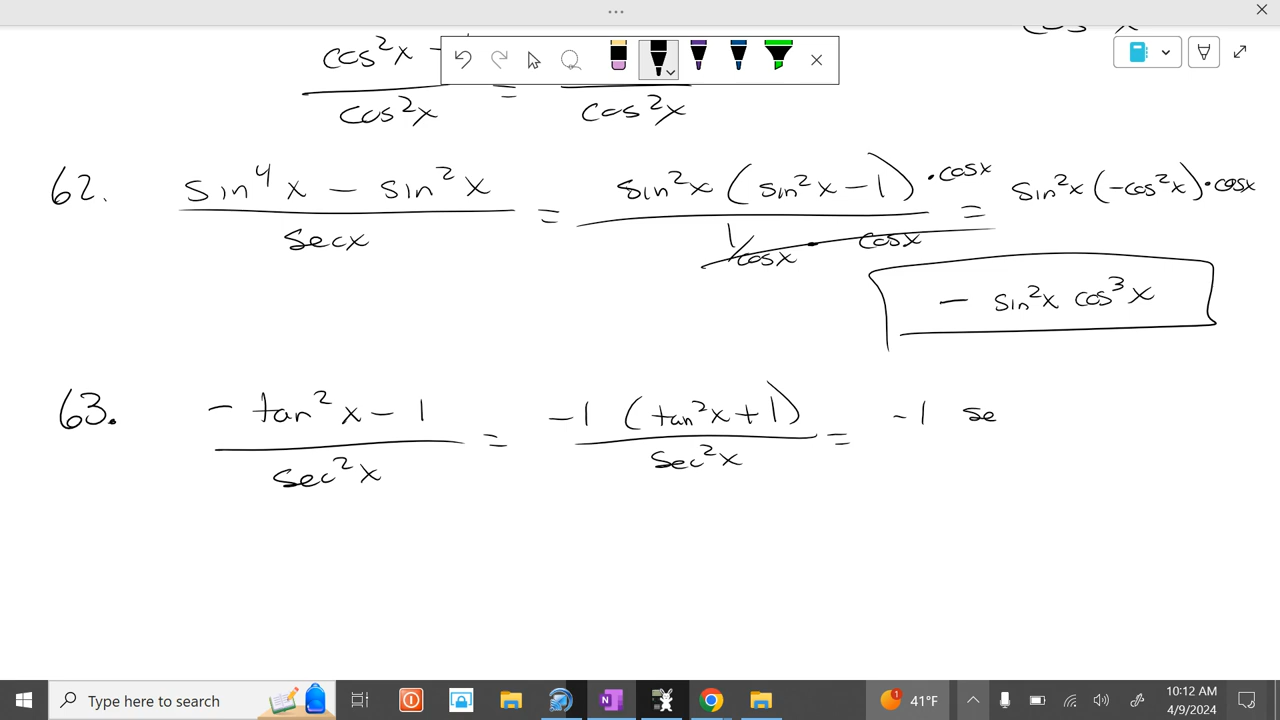 cos²x -
cos²x = cos²x
62. sin⁴x - sin²x / secx = sin²x (sin²x - 1) • cosx / 1/cosx • cosx = sin²x (-cos²x) • cosx
- sin²x cos³x
63. - tan²x - 1 / sec²x = -1 (tan²x + 1) / sec²x = -1 se
Type here to search
1
41°F
10:12 AM
4/9/2024